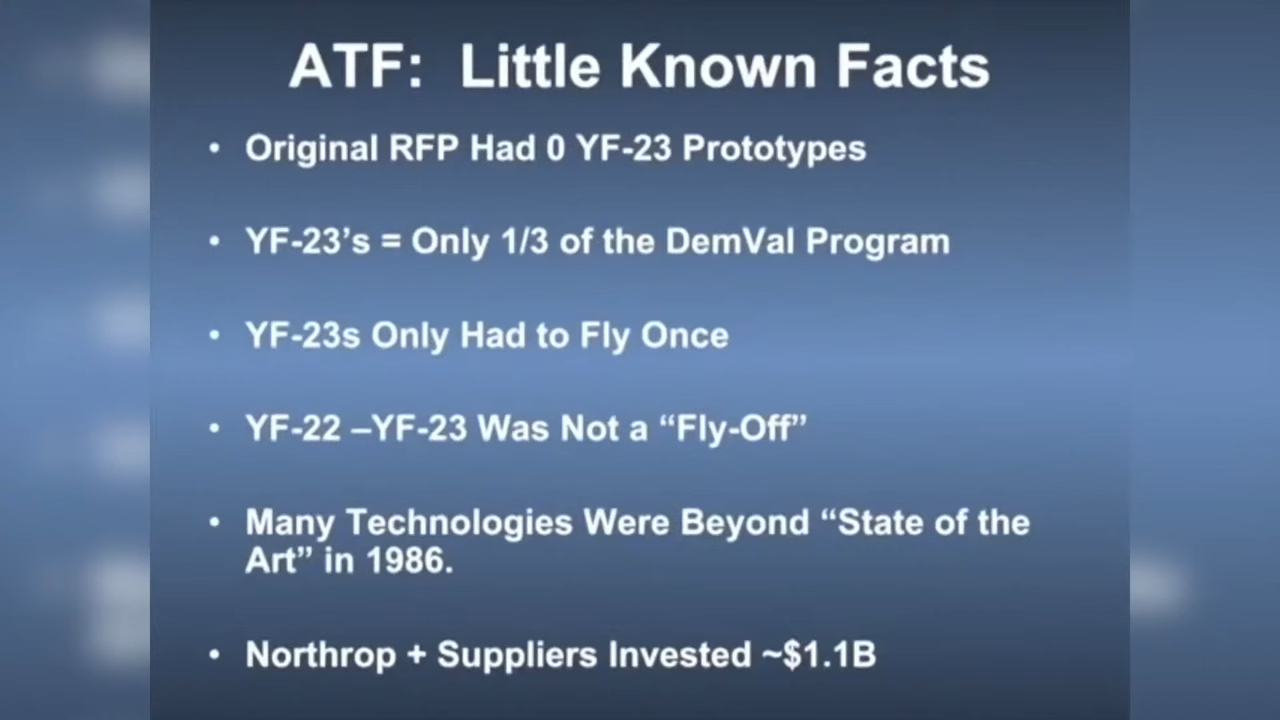 ATF: Little Known Facts
• Original RFP Had 0 YF-23 Prototypes
• YF-23’s = Only 1/3 of the DemVal Program
• YF-23s Only Had to Fly Once
• YF-22 –YF-23 Was Not a “Fly-Off”
• Many Technologies Were Beyond “State of the
Art” in 1986.
• Northrop + Suppliers Invested ~$1.1B